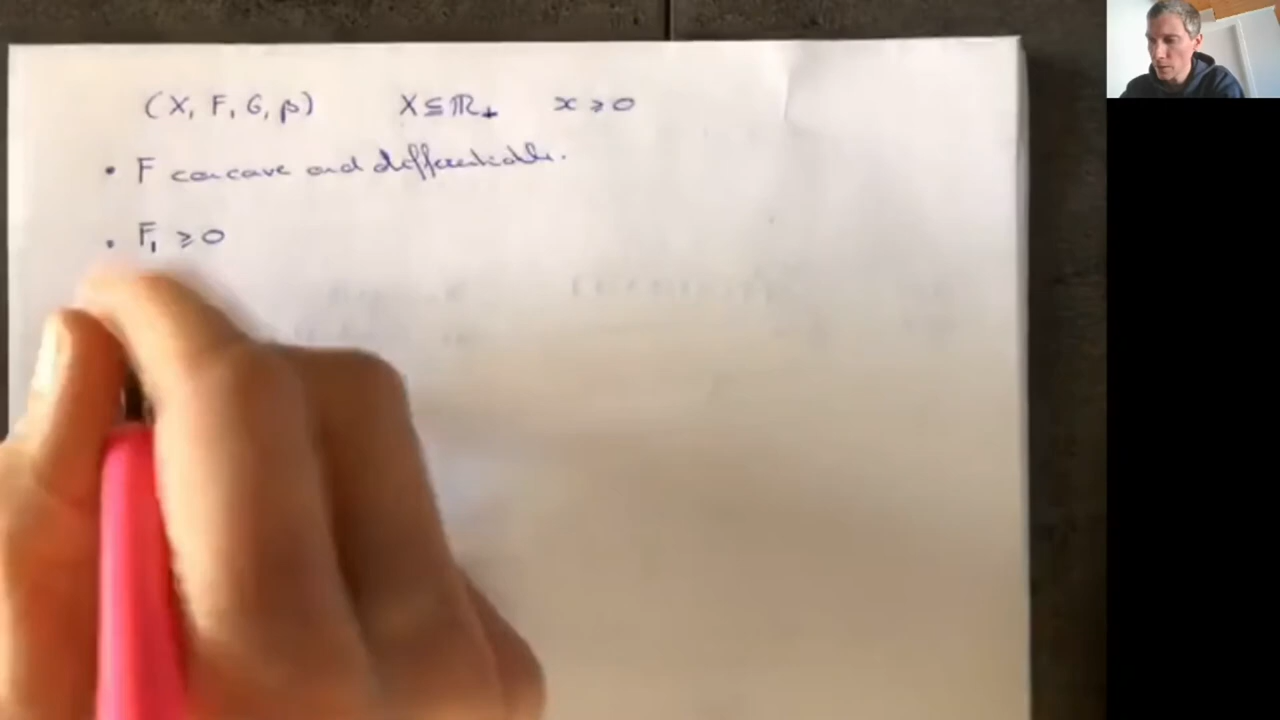 (X, F, G, β) X ⊆ ℝ₊ x ≥ 0
• F concave and differentiable.
• F₁ ≥ 0